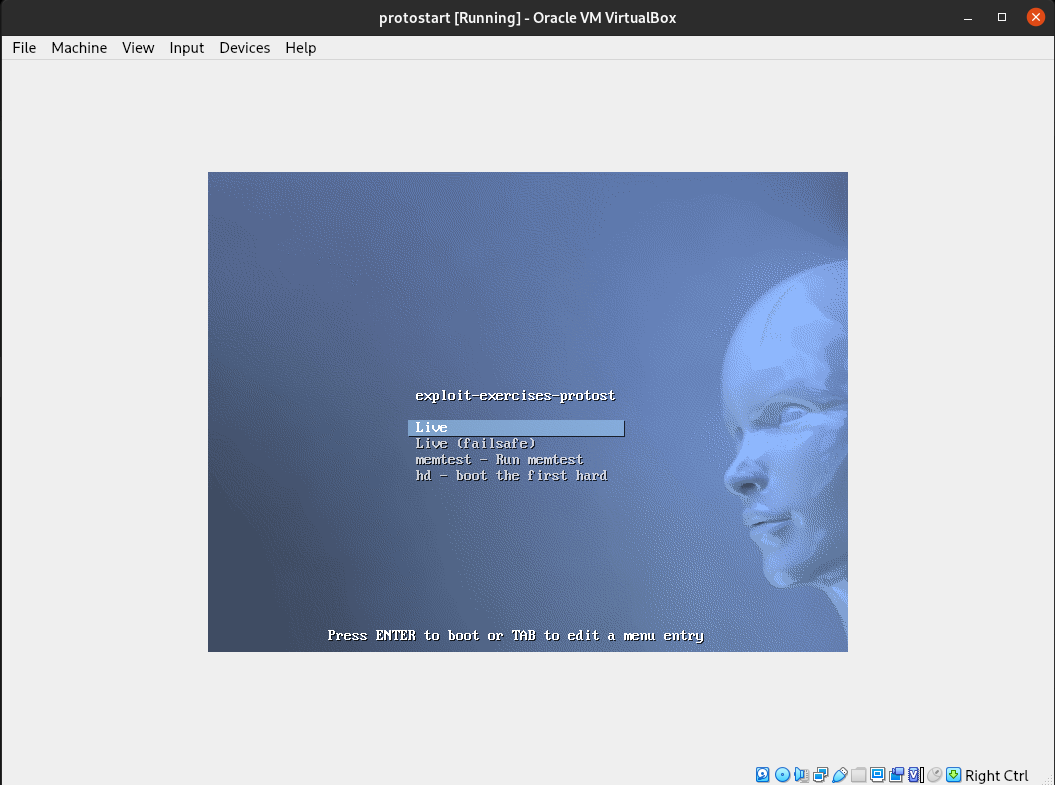 protostart [Running] - Oracle VM VirtualBox
File Machine View Input Devices Help
exploit-exercises-protost
Live
Live (failsafe)
memtest - Run memtest
hd - boot the first hard
Press ENTER to boot or TAB to edit a menu entry
Right Ctrl